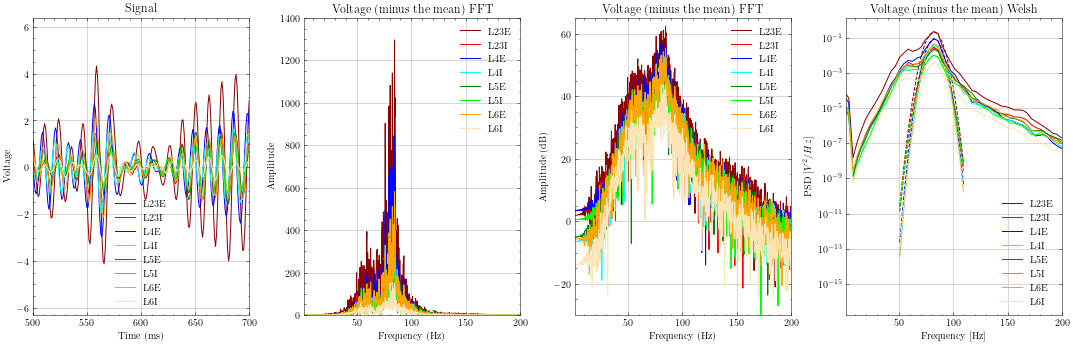 Signal
Voltage
6
4
2
0
−2
−4
−6
L23E
L23I
L4E
L4I
L5E
L5I
L6E
L6I
500
550
600
650
700
Time (ms)
Voltage (minus the mean) FFT
Amplitude
1400
1200
1000
800
600
400
200
0
L23E
L23I
L4E
L4I
L5E
L5I
L6E
L6I
50
100
150
200
Frequency (Hz)
Voltage (minus the mean) FFT
Amplitude (dB)
60
40
20
0
−20
L23E
L23I
L4E
L4I
L5E
L5I
L6E
L6I
50
100
150
200
Frequency (Hz)
Voltage (minus the mean) Welsh
PSD [V²/Hz]
10⁻¹
10⁻³
10⁻⁵
10⁻⁷
10⁻⁹
10⁻¹¹
10⁻¹³
10⁻¹⁵
L23E
L23I
L4E
L4I
L5E
L5I
L6E
L6I
50
100
150
200
Frequency [Hz]